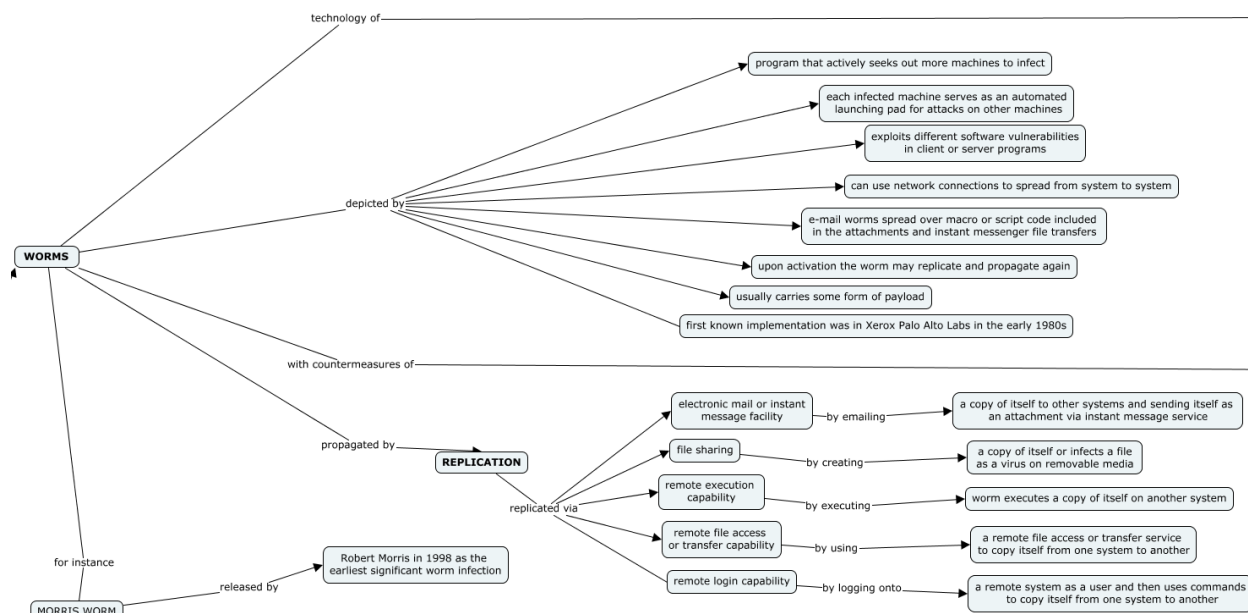 technology of
program that actively seeks out more machines to infect
each infected machine serves as an automated
launching pad for attacks on other machines
exploits different software vulnerabilities
in client or server programs
can use network connections to spread from system to system
depicted by
e-mail worms spread over macro or script code included
in the attachments and instant messenger file transfers
WORMS
upon activation the worm may replicate and propagate again
usually carries some form of payload
first known implementation was in Xerox Palo Alto Labs in the early 1980s
with countermeasures of
electronic mail or instant
message facility
by emailing
a copy of itself to other systems and sending itself as
an attachment via instant message service
propagated by
REPLICATION
file sharing
by creating
a copy of itself or infects a file
as a virus on removable media
remote execution
capability
by executing
worm executes a copy of itself on another system
replicated via
remote file access
or transfer capability
by using
a remote file access or transfer service
to copy itself from one system to another
for instance
Robert Morris in 1998 as the
earliest significant worm infection
released by
remote login capability
by logging onto
a remote system as a user and then uses commands
to copy itself from one system to another
MORRIS WORM